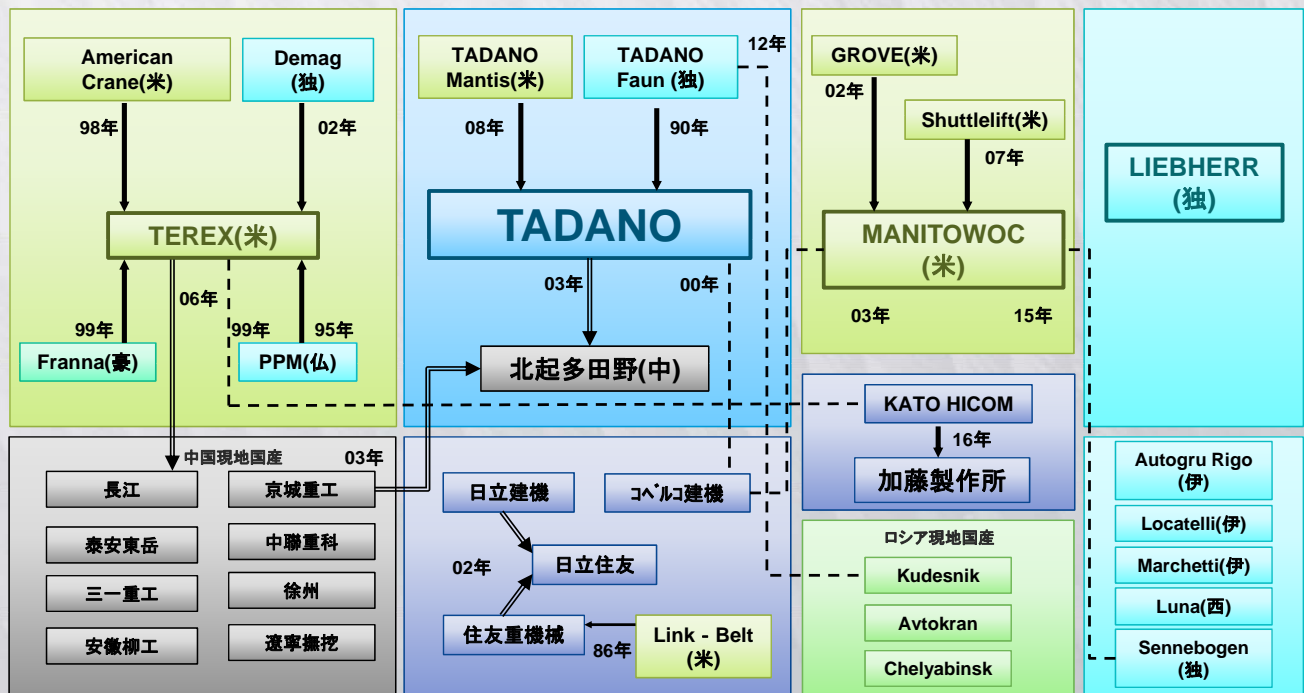 American
Crane(米)
Demag
(独)
98年
02年
TEREX(米)
06年
99年
99年
95年
Franna(豪)
PPM(仏)
TADANO
Mantis(米)
TADANO
Faun (独)
12年
08年
90年
TADANO
03年
00年
北起多田野(中)
GROVE(米)
02年
Shuttlelift(米)
07年
MANITOWOC
(米)
03年
15年
LIEBHERR
(独)
KATO HICOM
16年
加藤製作所
中国現地国産
03年
長江
京城重工
泰安東岳
中聯重科
三一重工
徐州
安徽柳工
遼寧撫挖
日立建機
コベルコ建機
02年
日立住友
住友重機械
86年
Link - Belt
(米)
ロシア現地国産
Kudesnik
Avtokran
Chelyabinsk
Autogru Rigo
(伊)
Locatelli(伊)
Marchetti(伊)
Luna(西)
Sennebogen
(独)